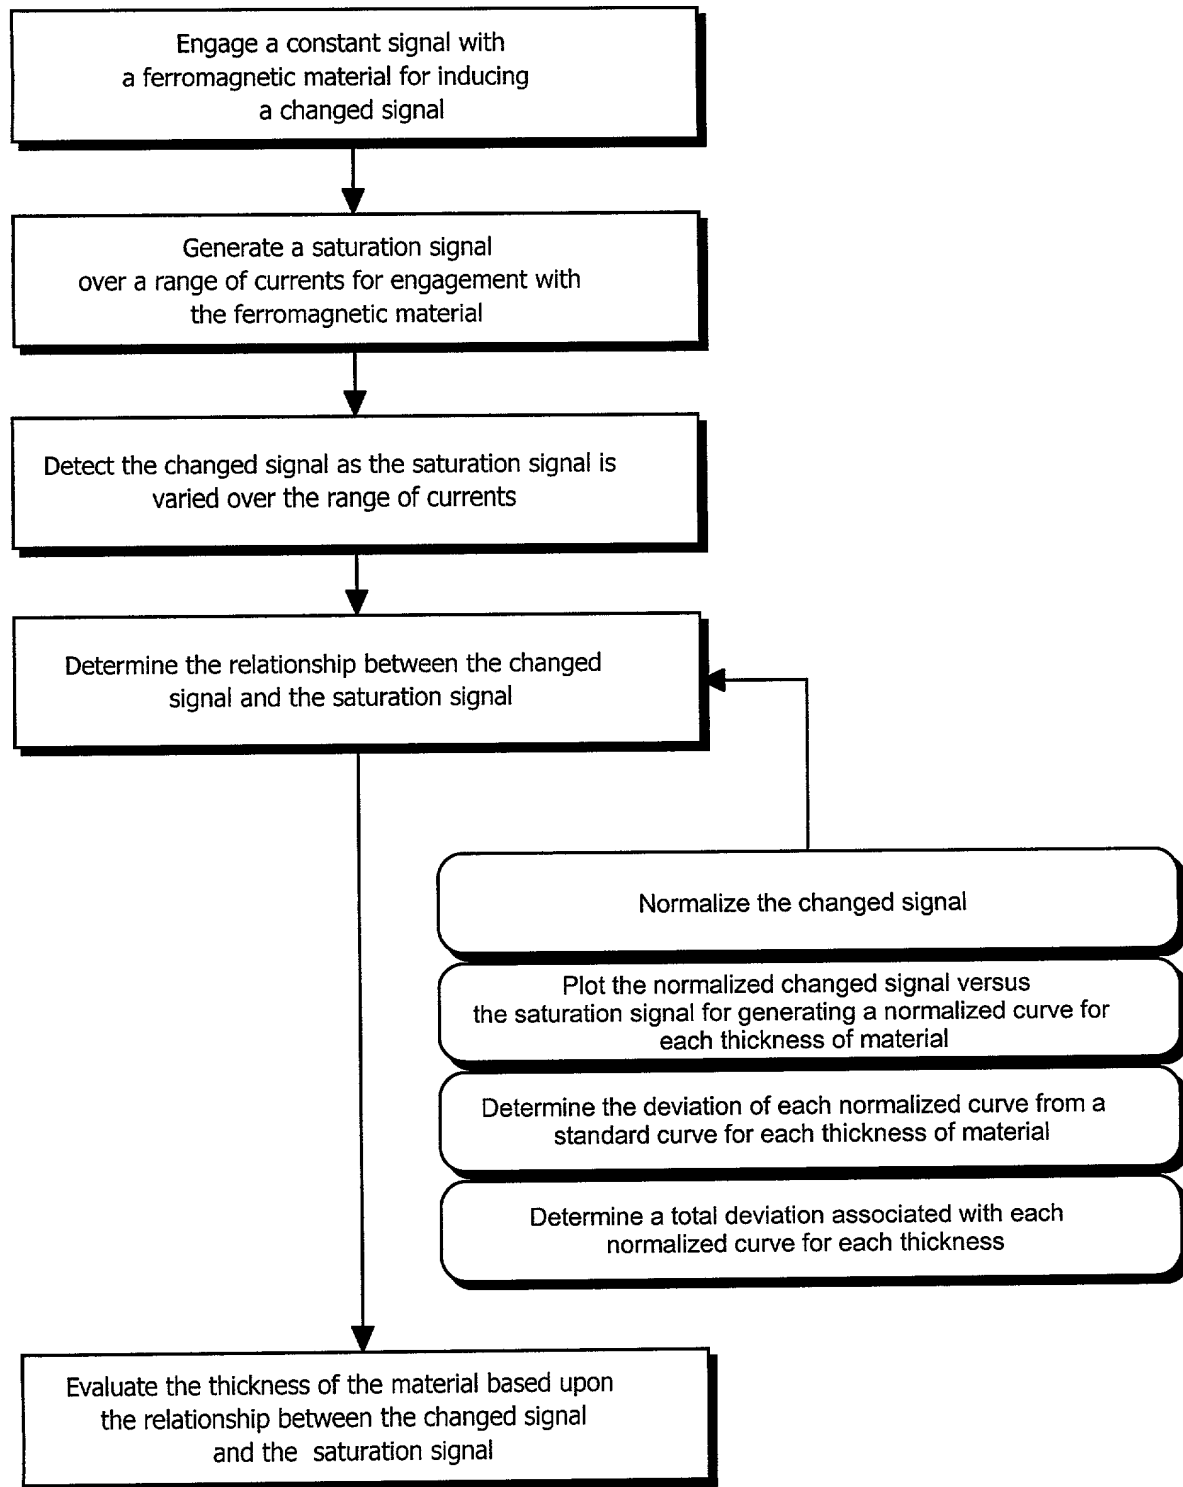 Engage a constant signal with
a ferromagnetic material for inducing
a changed signal
Generate a saturation signal
over a range of currents for engagement with
the ferromagnetic material
Detect the changed signal as the saturation signal is
varied over the range of currents
Determine the relationship between the changed
signal and the saturation signal
Normalize the changed signal
Plot the normalized changed signal versus
the saturation signal for generating a normalized curve for
each thickness of material
Determine the deviation of each normalized curve from a
standard curve for each thickness of material
Determine a total deviation associated with each
normalized curve for each thickness
Evaluate the thickness of the material based upon
the relationship between the changed signal
and the saturation signal